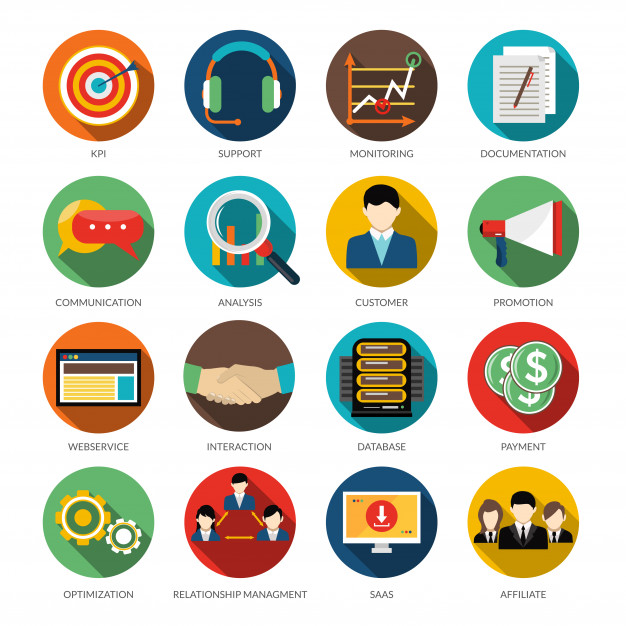 KPI
SUPPORT
MONITORING
DOCUMENTATION
COMMUNICATION
ANALYSIS
CUSTOMER
PROMOTION
WEBSERVICE
INTERACTION
DATABASE
$
$
$
PAYMENT
OPTIMIZATION
RELATIONSHIP MANAGMENT
SAAS
AFFILIATE